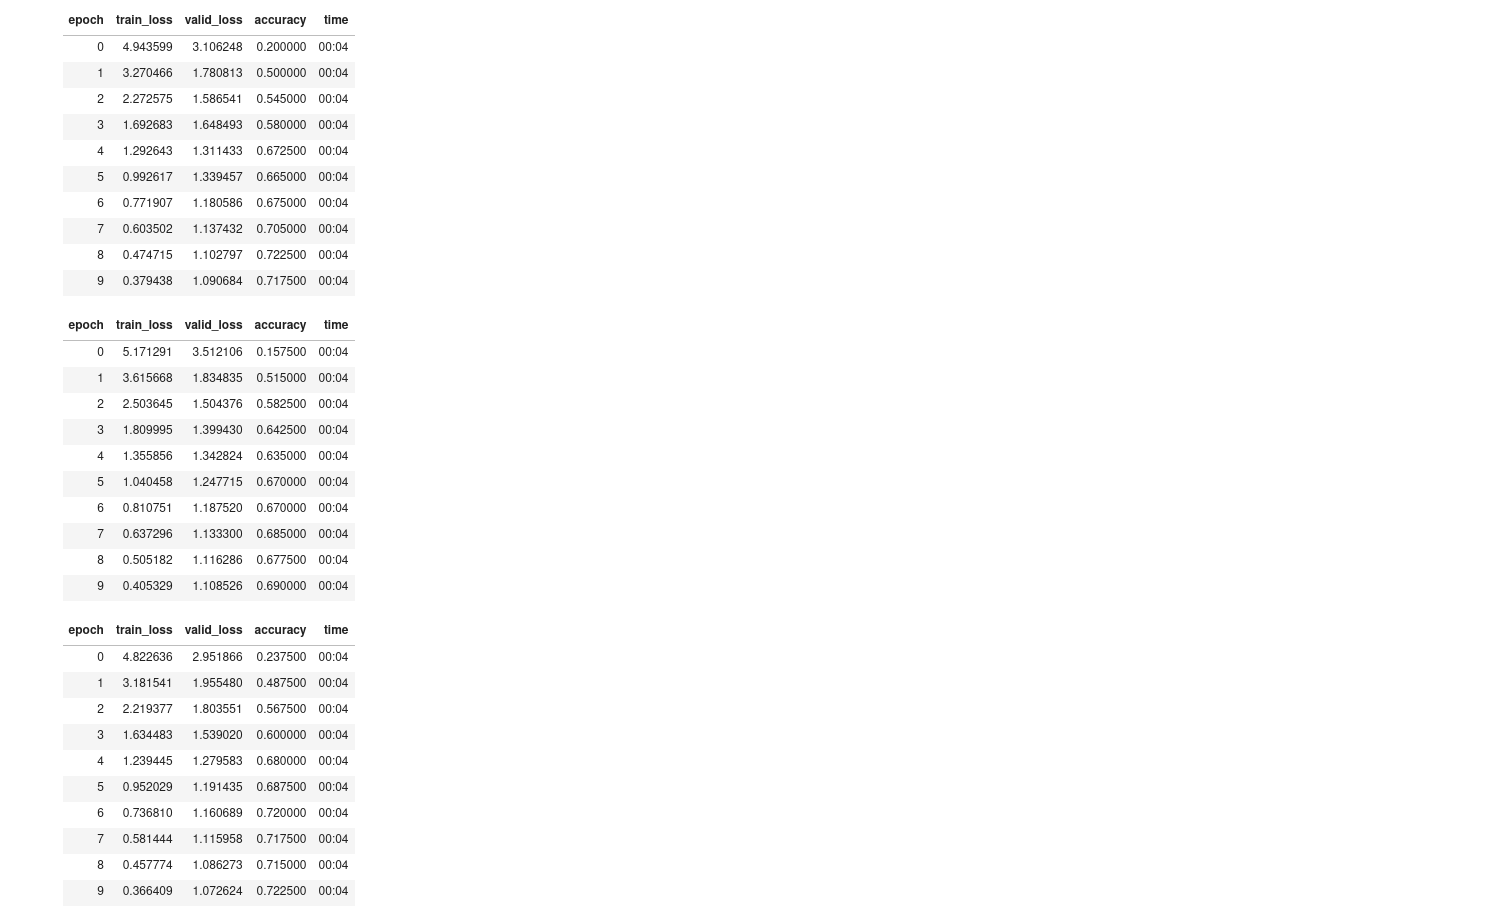 epoch train_loss valid_loss accuracy time
0 4.943599 3.106248 0.200000 00:04
1 3.270466 1.780813 0.500000 00:04
2 2.272575 1.586541 0.545000 00:04
3 1.692683 1.648493 0.580000 00:04
4 1.292643 1.311433 0.672500 00:04
5 0.992617 1.339457 0.665000 00:04
6 0.771907 1.180586 0.675000 00:04
7 0.603502 1.137432 0.705000 00:04
8 0.474715 1.102797 0.722500 00:04
9 0.379438 1.090684 0.717500 00:04
epoch train_loss valid_loss accuracy time
0 5.171291 3.512106 0.157500 00:04
1 3.615668 1.834835 0.515000 00:04
2 2.503645 1.504376 0.582500 00:04
3 1.809995 1.399430 0.642500 00:04
4 1.355856 1.342824 0.635000 00:04
5 1.040458 1.247715 0.670000 00:04
6 0.810751 1.187520 0.670000 00:04
7 0.637296 1.133300 0.685000 00:04
8 0.505182 1.116286 0.677500 00:04
9 0.405329 1.108526 0.690000 00:04
epoch train_loss valid_loss accuracy time
0 4.822636 2.951866 0.237500 00:04
1 3.181541 1.955480 0.487500 00:04
2 2.219377 1.803551 0.567500 00:04
3 1.634483 1.539020 0.600000 00:04
4 1.239445 1.279583 0.680000 00:04
5 0.952029 1.191435 0.687500 00:04
6 0.736810 1.160689 0.720000 00:04
7 0.581444 1.115958 0.717500 00:04
8 0.457774 1.086273 0.715000 00:04
9 0.366409 1.072624 0.722500 00:04